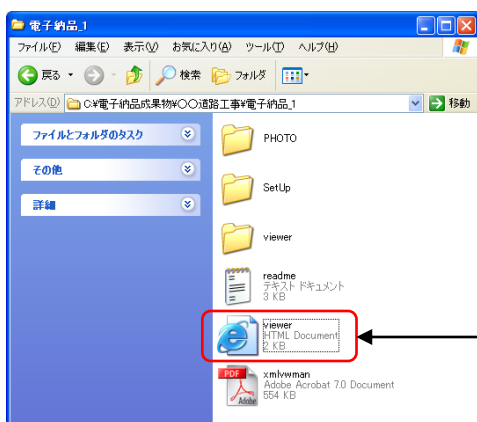 電子納品_1
ファイル(F) 編集(E) 表示(V) お気に入り(A) ツール(T) ヘルプ(H)
戻る 検索 フォルダ
アドレス(D) C:¥電子納品成果物¥〇〇道路工事¥電子納品_1 移動
ファイルとフォルダのタスク
その他
詳細
PHOTO
SetUp
viewer
readme
テキスト ドキュメント
3 KB
viewer
HTML Document
2 KB
PDF
Adobe
xmlvwman
Adobe Acrobat 7.0 Document
554 KB